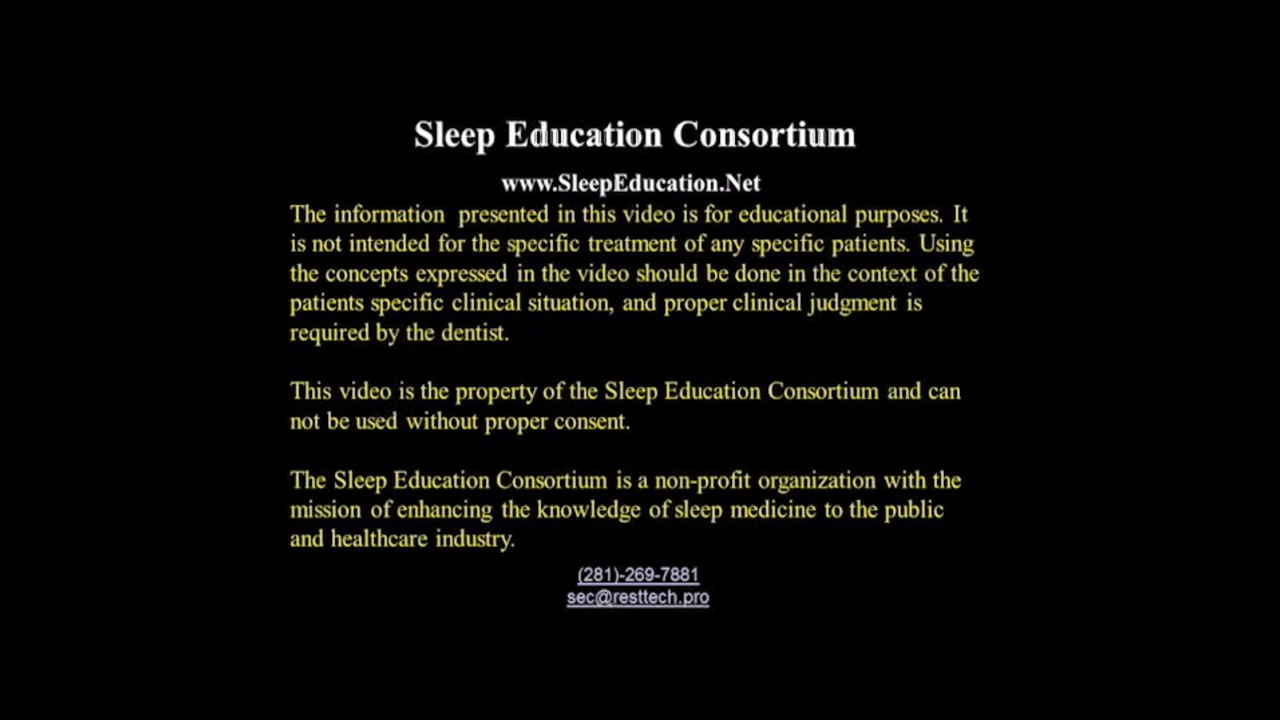 Sleep Education Consortium
www.SleepEducation.Net
The information presented in this video is for educational purposes. It
is not intended for the specific treatment of any specific patients. Using
the concepts expressed in the video should be done in the context of the
patients specific clinical situation, and proper clinical judgment is
required by the dentist.
This video is the property of the Sleep Education Consortium and can
not be used without proper consent.
The Sleep Education Consortium is a non-profit organization with the
mission of enhancing the knowledge of sleep medicine to the public
and healthcare industry.
(281)-269-7881
sec@resttech.pro